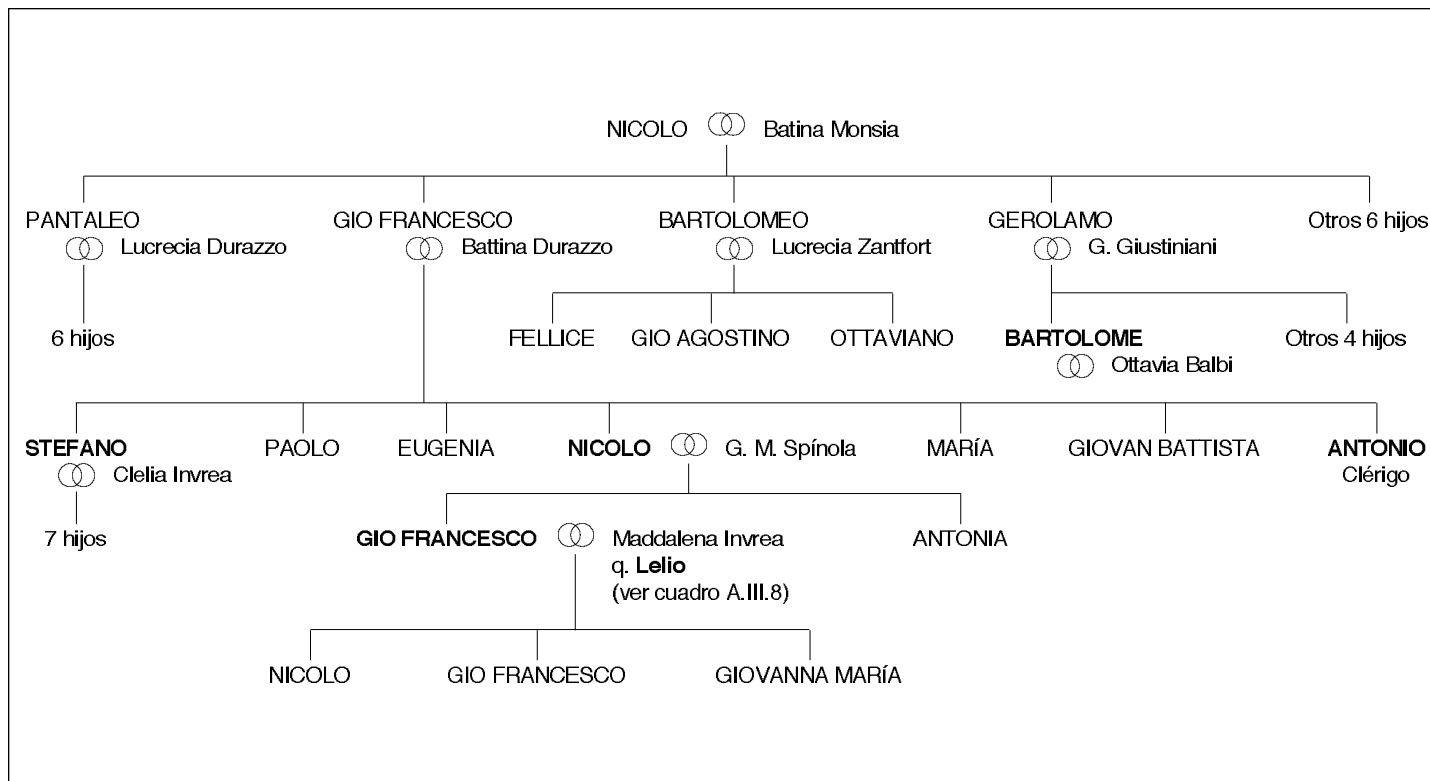 NICOLO Batina Monsia
PANTALEO GIO FRANCESCO BARTOLOMEO GEROLAMO Otros 6 hijos
Lucrecia Durazzo Battina Durazzo Lucrecia Zantfort G. Giustiniani
6 hijos FELLICE GIO AGOSTINO OTTAVIANO BARTOLOME Otros 4 hijos
Ottavia Balbi
STEFANO PAOLO EUGENIA NICOLO G. M. Spínola MARÍA GIOVAN BATTISTA ANTONIO
Clelia Invrea Clérigo
7 hijos GIO FRANCESCO Maddalena Invrea ANTONIA
q. Lelio
(ver cuadro A.III.8)
NICOLO GIO FRANCESCO GIOVANNA MARÍA